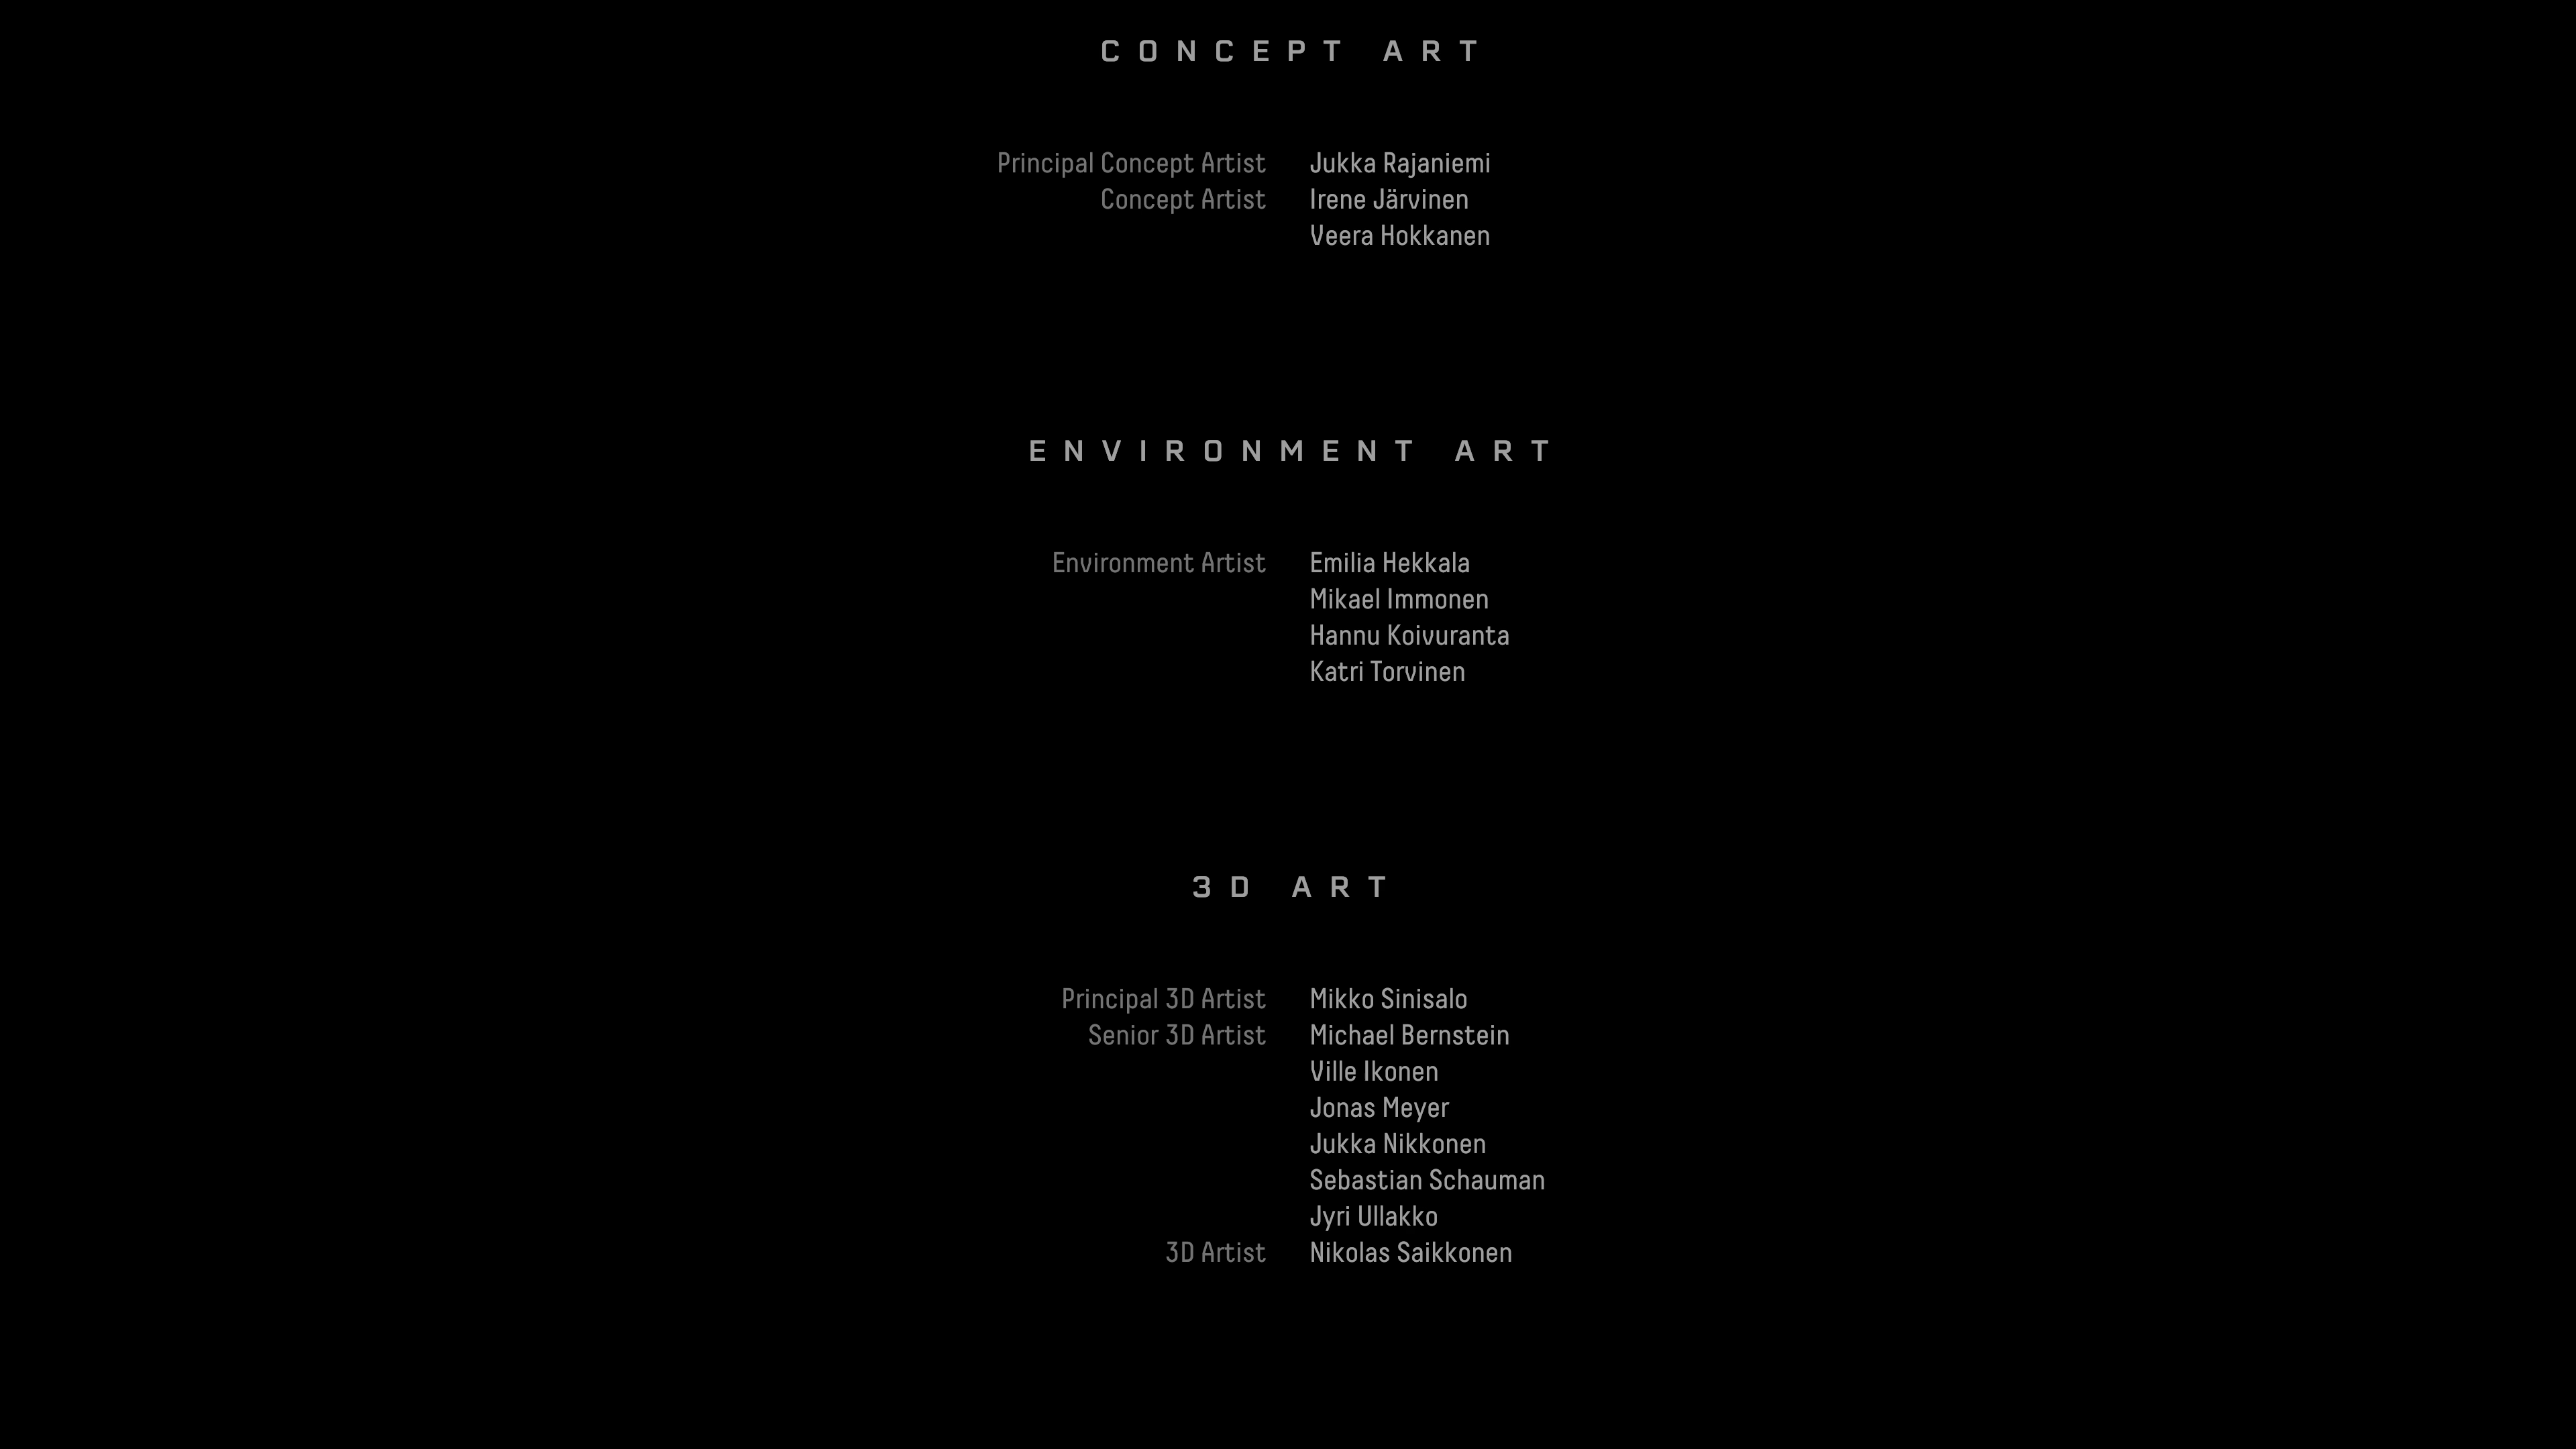 CONCEPT ART
Principal Concept Artist Jukka Rajaniemi
Concept Artist Irene Järvinen
Veera Hokkanen
ENVIRONMENT ART
Environment Artist Emilia Hekkala
Mikael Immonen
Hannu Koivuranta
Katri Torvinen
3D ART
Principal 3D Artist Mikko Sinisalo
Senior 3D Artist Michael Bernstein
Ville Ikonen
Jonas Meyer
Jukka Nikkonen
Sebastian Schauman
Jyri Ullakko
3D Artist Nikolas Saikkonen